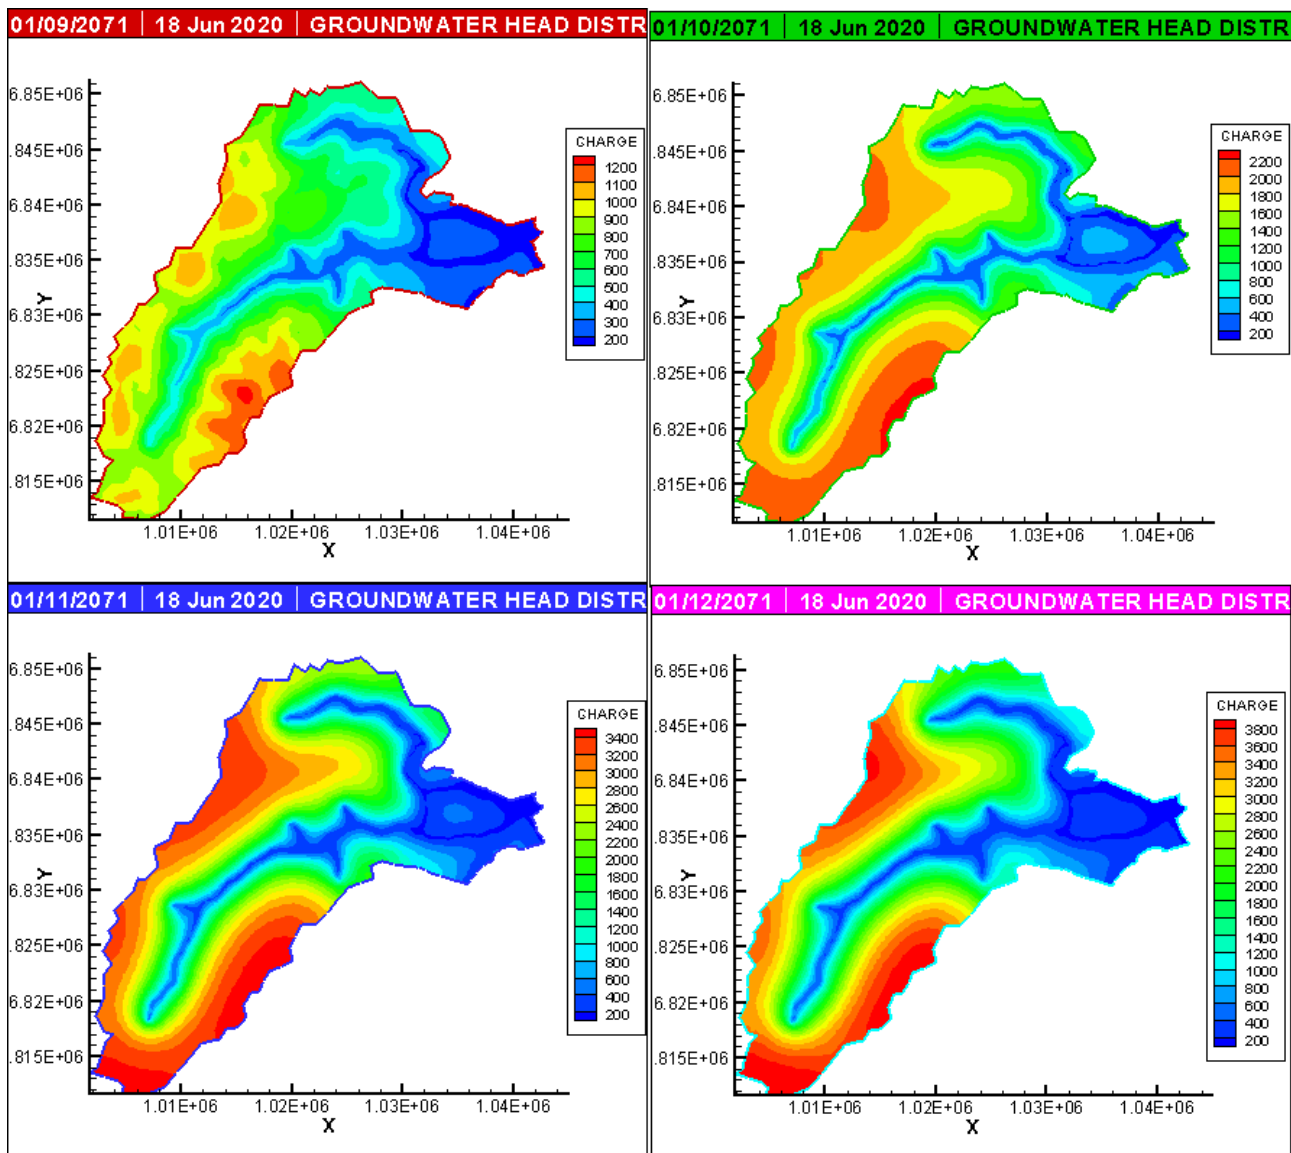 01/09/2071 | 18 Jun 2020 | GROUNDWATER HEAD DISTR
6.85E+06
.845E+06
6.84E+06
.835E+06
6.83E+06
.825E+06
6.82E+06
.815E+06
Y
1.01E+06 1.02E+06 1.03E+06 1.04E+06
X
CHARGE
1200
1100
1000
900
800
700
600
500
400
300
200
01/10/2071 | 18 Jun 2020 | GROUNDWATER HEAD DISTR
6.85E+06
.845E+06
6.84E+06
.835E+06
6.83E+06
.825E+06
6.82E+06
.815E+06
Y
1.01E+06 1.02E+06 1.03E+06 1.04E+06
X
CHARGE
2200
2000
1800
1600
1400
1200
1000
800
600
400
200
01/11/2071 | 18 Jun 2020 | GROUNDWATER HEAD DISTR
6.85E+06
.845E+06
6.84E+06
.835E+06
6.83E+06
.825E+06
6.82E+06
.815E+06
Y
1.01E+06 1.02E+06 1.03E+06 1.04E+06
X
CHARGE
3400
3200
3000
2800
2600
2400
2200
2000
1800
1600
1400
1200
1000
800
600
400
200
01/12/2071 | 18 Jun 2020 | GROUNDWATER HEAD DISTR
6.85E+06
.845E+06
6.84E+06
.835E+06
6.83E+06
.825E+06
6.82E+06
.815E+06
Y
1.01E+06 1.02E+06 1.03E+06 1.04E+06
X
CHARGE
3800
3600
3400
3200
3000
2800
2600
2400
2200
2000
1800
1600
1400
1200
1000
800
600
400
200